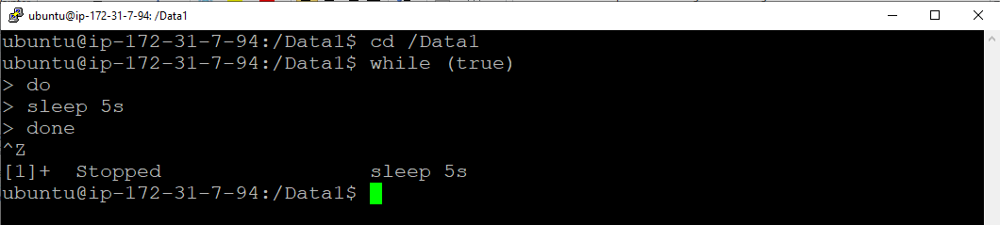 ubuntu@ip-172-31-7-94: /Data1
ubuntu@ip-172-31-7-94:/Data1$ cd /Data1
ubuntu@ip-172-31-7-94:/Data1$ while (true)
> do
> sleep 5s
> done
^Z
[1]+  Stopped                 sleep 5s
ubuntu@ip-172-31-7-94:/Data1$